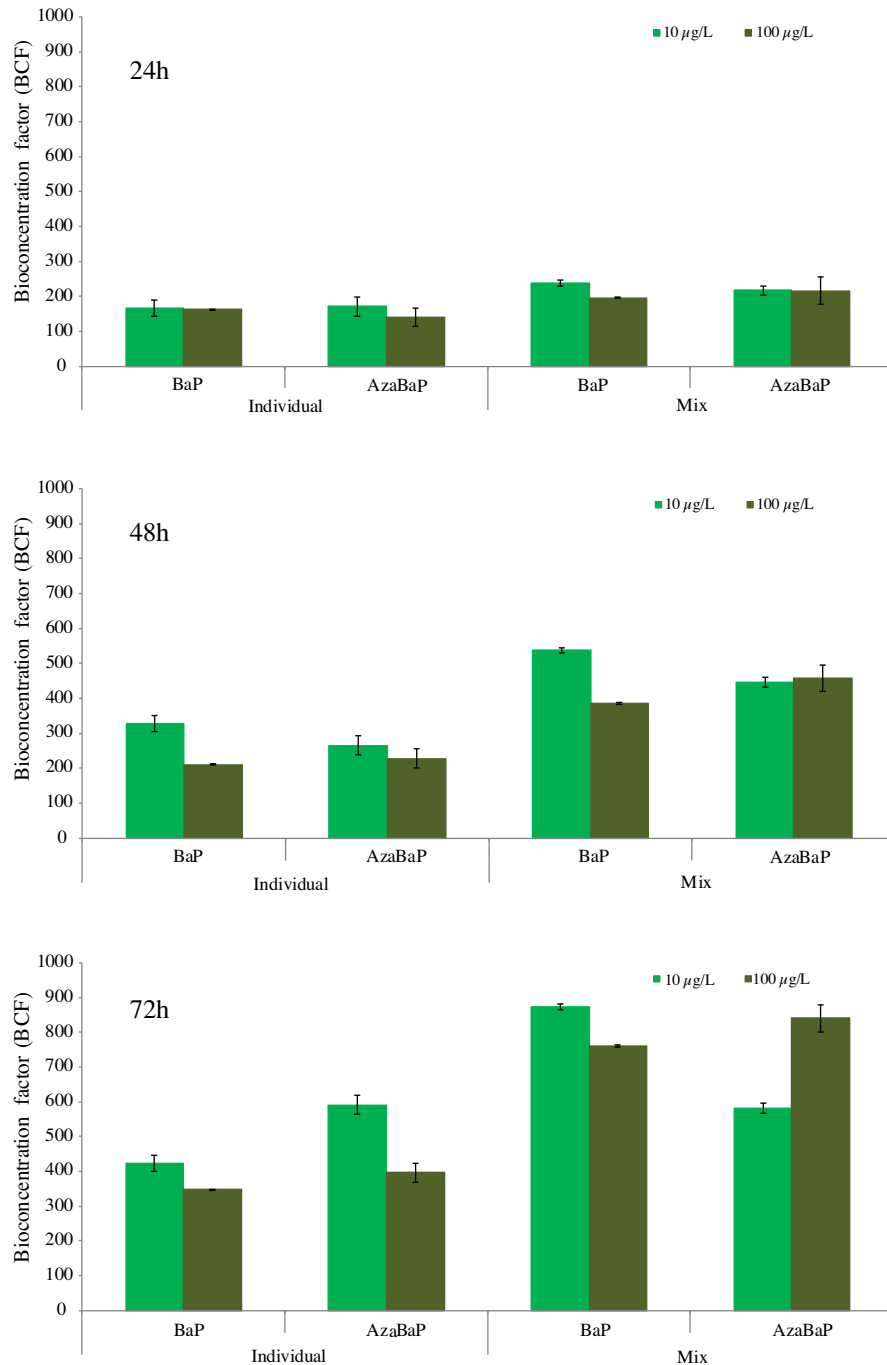 Bioconcentration factor (BCF)
1000
900
800
700
600
500
400
300
200
100
0
24h
10 µg/L 100 µg/L
BaP AzaBaP BaP AzaBaP
Individual Mix
Bioconcentration factor (BCF)
1000
900
800
700
600
500
400
300
200
100
0
48h
10 µg/L 100 µg/L
BaP AzaBaP BaP AzaBaP
Individual Mix
Bioconcentration factor (BCF)
1000
900
800
700
600
500
400
300
200
100
0
72h
10 µg/L 100 µg/L
BaP AzaBaP BaP AzaBaP
Individual Mix